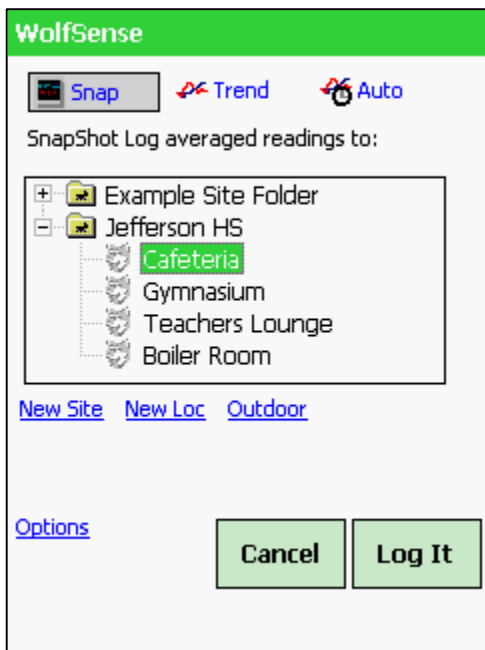 WolfSense
Snap Trend Auto
SnapShot Log averaged readings to:
Example Site Folder
Jefferson HS
Cafeteria
Gymnasium
Teachers Lounge
Boiler Room
New Site New Loc Outdoor
Options
Cancel Log It